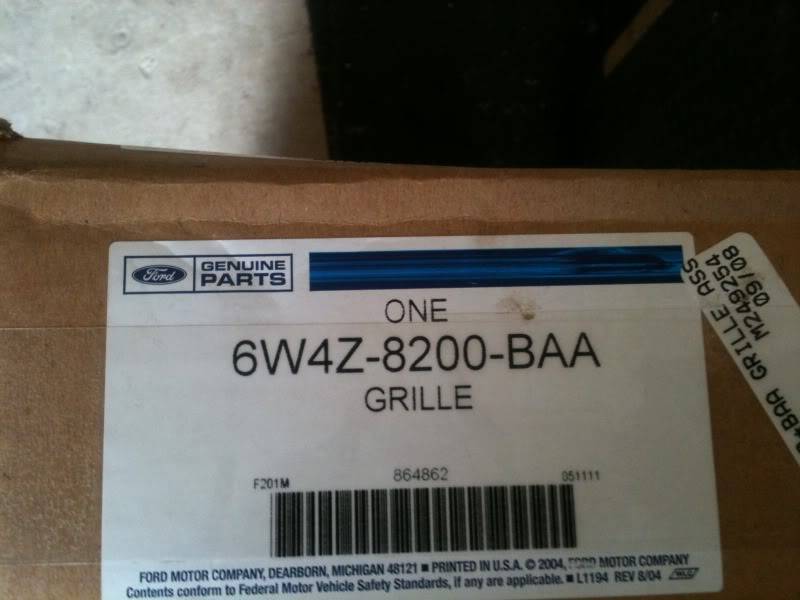 Ford GENUINE
PARTS
ONE
6W4Z-8200-BAA
GRILLE
F201M 864862 051111
FORD MOTOR COMPANY, DEARBORN, MICHIGAN 48121 ■ PRINTED IN U.S.A. © 2004, FORD MOTOR COMPANY
Contents conform to Federal Motor Vehicle Safety Standards, if any are applicable. ■ L1194 REV 8/04
BAA GRILLE ASS
M249254
09/08